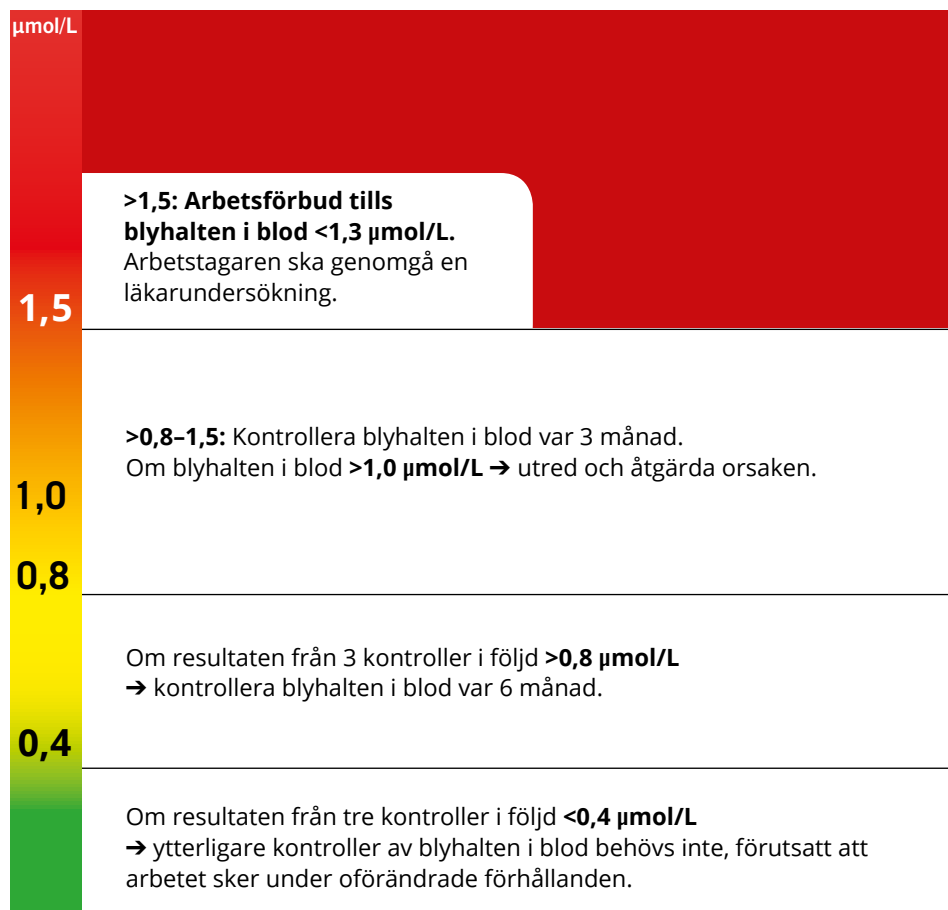 µmol/L
>1,5: Arbetsförbud tills
blyhalten i blod <1,3 µmol/L.
Arbetstagaren ska genomgå en
läkarundersökning.
1,5
>0,8–1,5: Kontrollera blyhalten i blod var 3 månad.
Om blyhalten i blod >1,0 µmol/L ➔ utred och åtgärda orsaken.
1,0
0,8
Om resultaten från 3 kontroller i följd >0,8 µmol/L
➔ kontrollera blyhalten i blod var 6 månad.
0,4
Om resultaten från tre kontroller i följd <0,4 µmol/L
➔ ytterligare kontroller av blyhalten i blod behövs inte, förutsatt att
arbetet sker under oförändrade förhållanden.